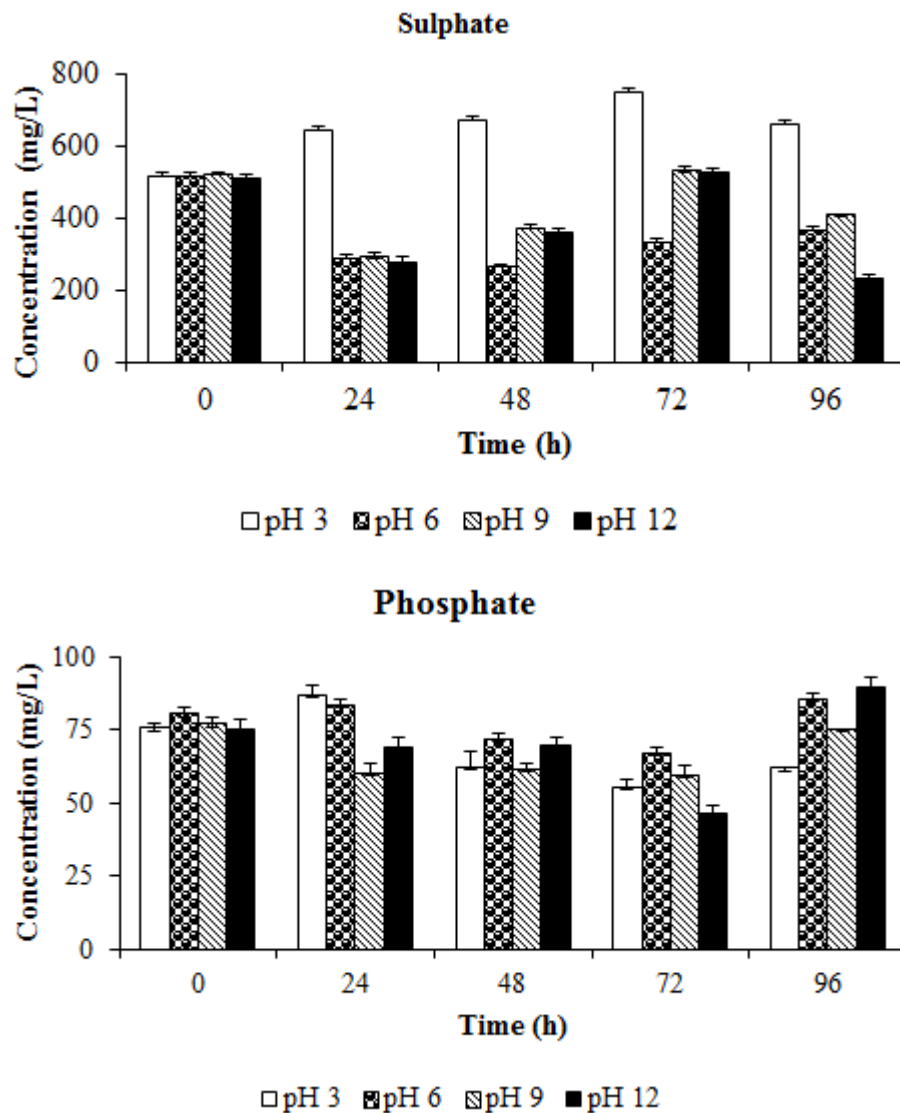 Sulphate
Concentration (mg/L)
800
600
400
200
0
0 24 48 72 96
Time (h)
pH 3 pH 6 pH 9 pH 12
Phosphate
Concentration (mg/L)
100
75
50
25
0
0 24 48 72 96
Time (h)
pH 3 pH 6 pH 9 pH 12